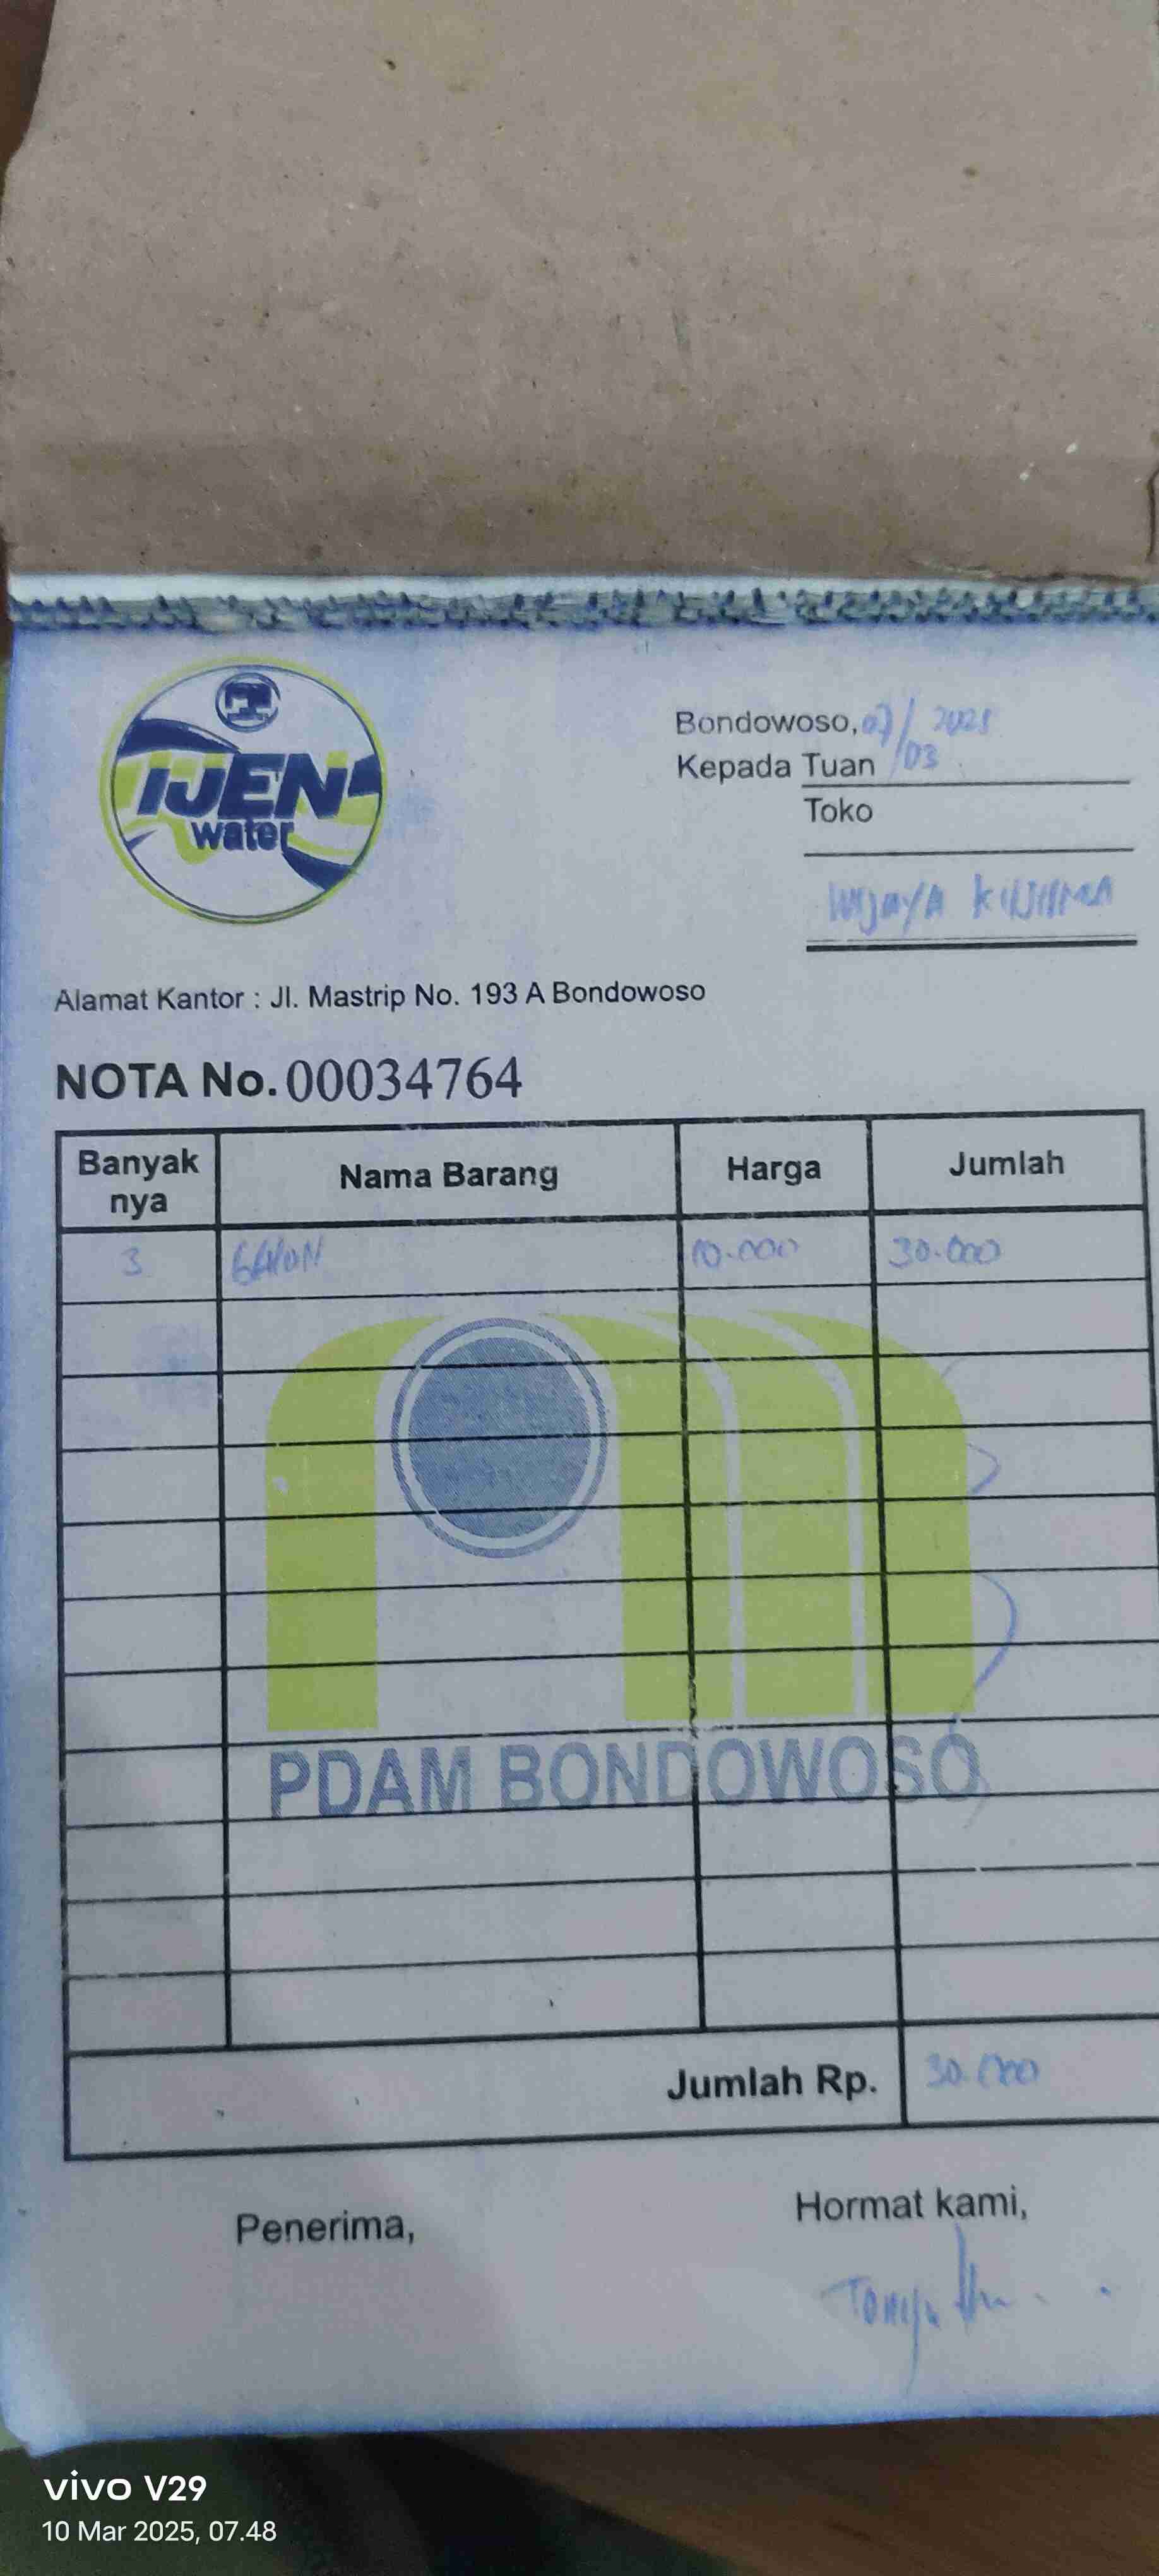 IJEN
water
Bondowoso, 07/03 2025
Kepada Tuan
Toko
WIJAYA KUSUMA
Alamat Kantor : Jl. Mastrip No. 193 A Bondowoso
NOTA No. 00034764
Banyak nya Nama Barang Harga Jumlah
3 GALON 10.000 30.000
PDAM BONDOWOSO
Jumlah Rp. 30.000
Penerima, Hormat kami,
vivo V29
10 Mar 2025, 07.48